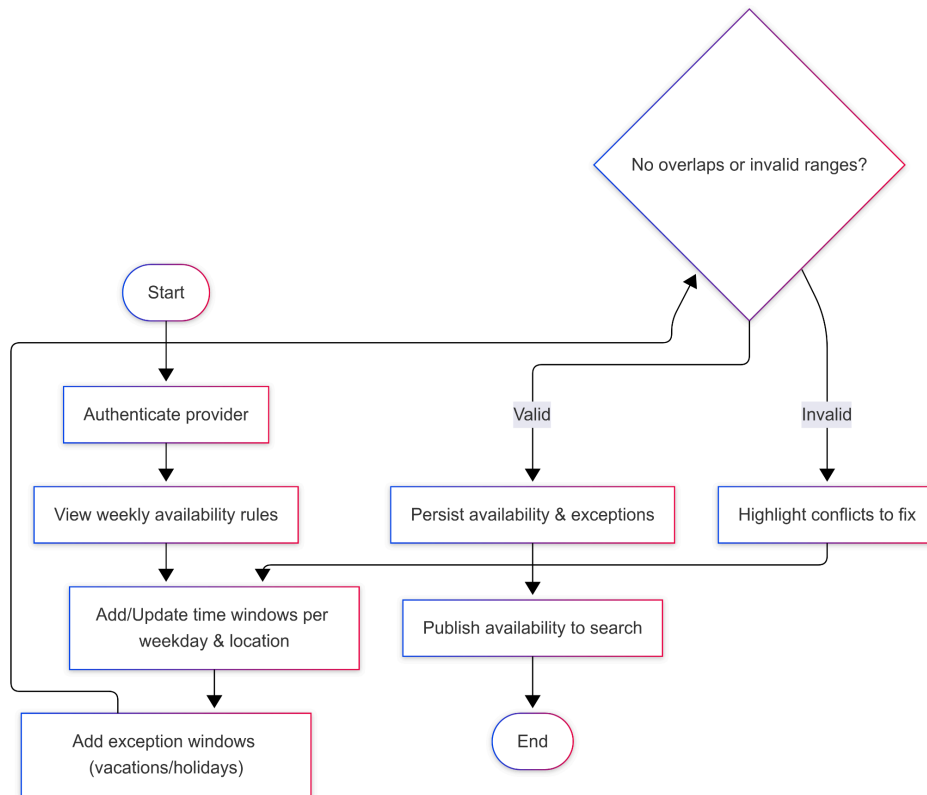 No overlaps or invalid ranges?
Start
Authenticate provider
Valid
Invalid
View weekly availability rules
Persist availability & exceptions
Highlight conflicts to fix
Add/Update time windows per
weekday & location
Publish availability to search
Add exception windows
(vacations/holidays)
End